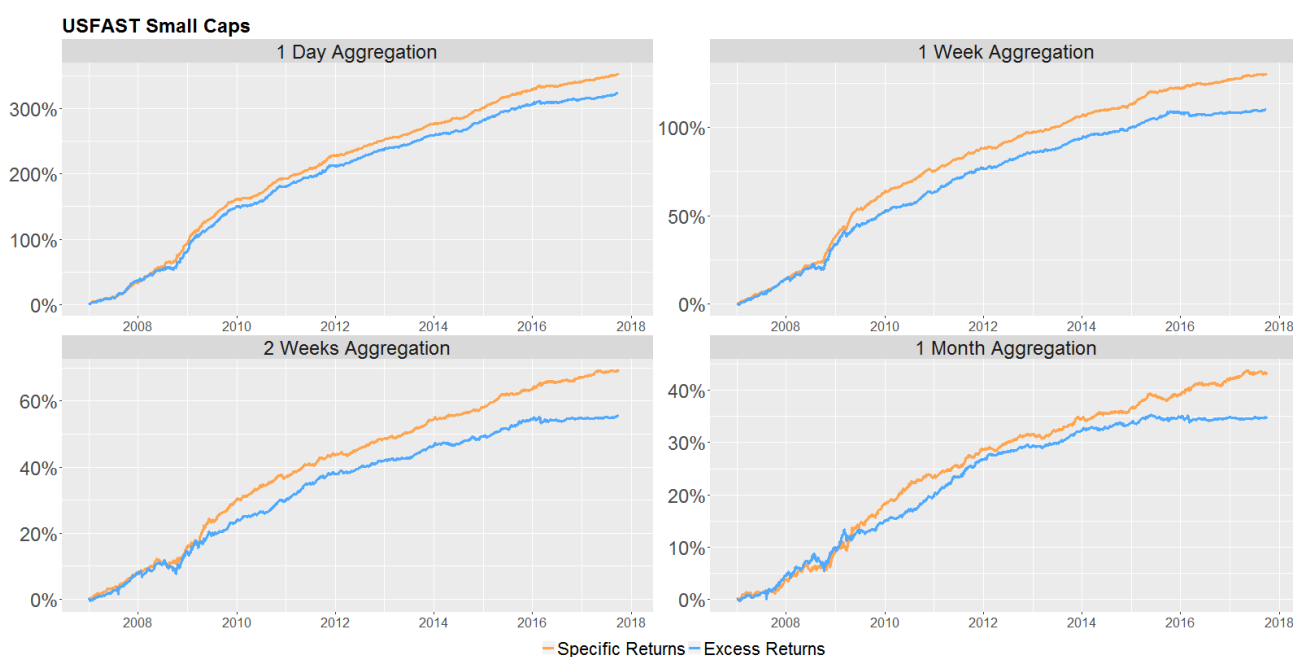 USFAST Small Caps
1 Day Aggregation
300%
200%
100%
0%
2008 2010 2012 2014 2016 2018
1 Week Aggregation
100%
50%
0%
2008 2010 2012 2014 2016 2018
2 Weeks Aggregation
60%
40%
20%
0%
2008 2010 2012 2014 2016 2018
1 Month Aggregation
40%
30%
20%
10%
0%
2008 2010 2012 2014 2016 2018
Specific Returns Excess Returns